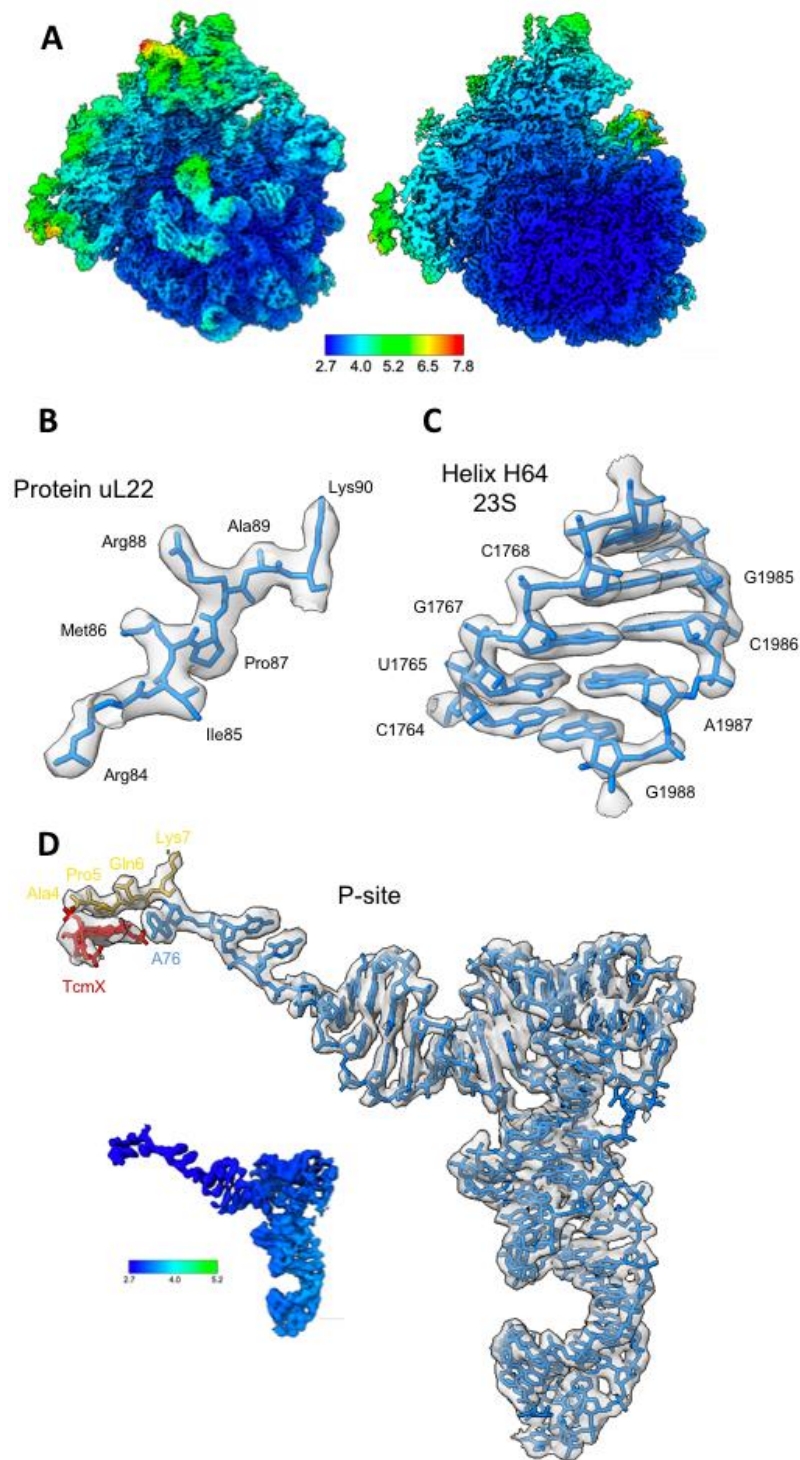 A
2.7 4.0 5.2 6.5 7.8
B
Protein uL22
Lys90
Ala89
Arg88
Met86
Pro87
Ile85
Arg84
C
Helix H64
23S
C1768
G1985
G1767
C1986
U1765
A1987
C1764
G1988
D
Lys7
Gln6
Pro5
Ala4
P-site
A76
TcmX
2.7 4.0 5.2